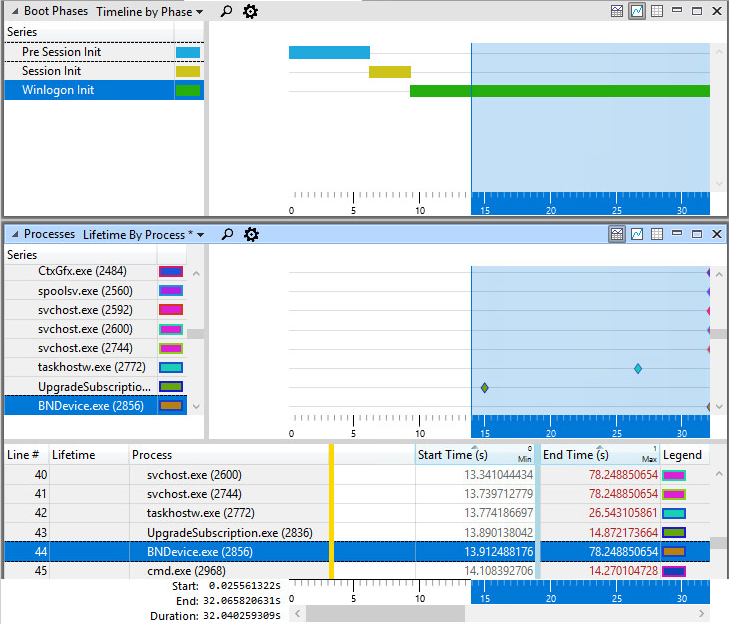 Boot Phases Timeline by Phase
Series
Pre Session Init
Session Init
Winlogon Init
0 5 10 15 20 25 30
Processes Lifetime By Process *
Series
CtxGfx.exe (2484)
spoolsv.exe (2560)
svchost.exe (2592)
svchost.exe (2600)
svchost.exe (2744)
taskhostw.exe (2772)
UpgradeSubscriptio...
BNDevice.exe (2856)
0 5 10 15 20 25 30
Line # Lifetime Process Start Time (s) 0 Min End Time (s) 1 Max Legend
40 svchost.exe (2600) 13.341044434 78.248850654
41 svchost.exe (2744) 13.739712779 78.248850654
42 taskhostw.exe (2772) 13.774186697 26.543105861
43 UpgradeSubscription.exe (2836) 13.890138042 14.872173664
44 BNDevice.exe (2856) 13.912488176 78.248850654
45 cmd.exe (2968) 14.108392706 14.270104728
Start: 0.025561322s
End: 32.065820631s
Duration: 32.040259309s
0 5 10 15 20 25 30